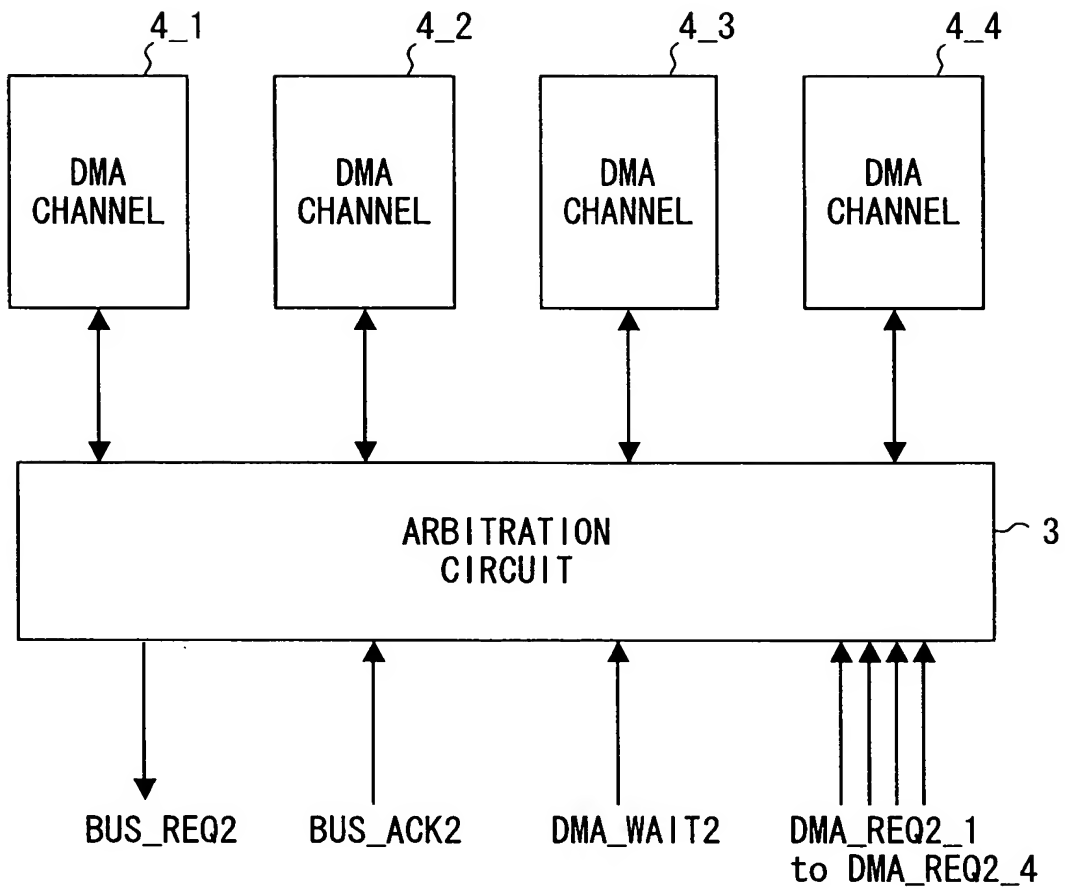 4_1
4_2
4_3
4_4
DMA
CHANNEL
DMA
CHANNEL
DMA
CHANNEL
DMA
CHANNEL
ARBITRATION
CIRCUIT
3
BUS_REQ2
BUS_ACK2
DMA_WAIT2
DMA_REQ2_1
to DMA_REQ2_4